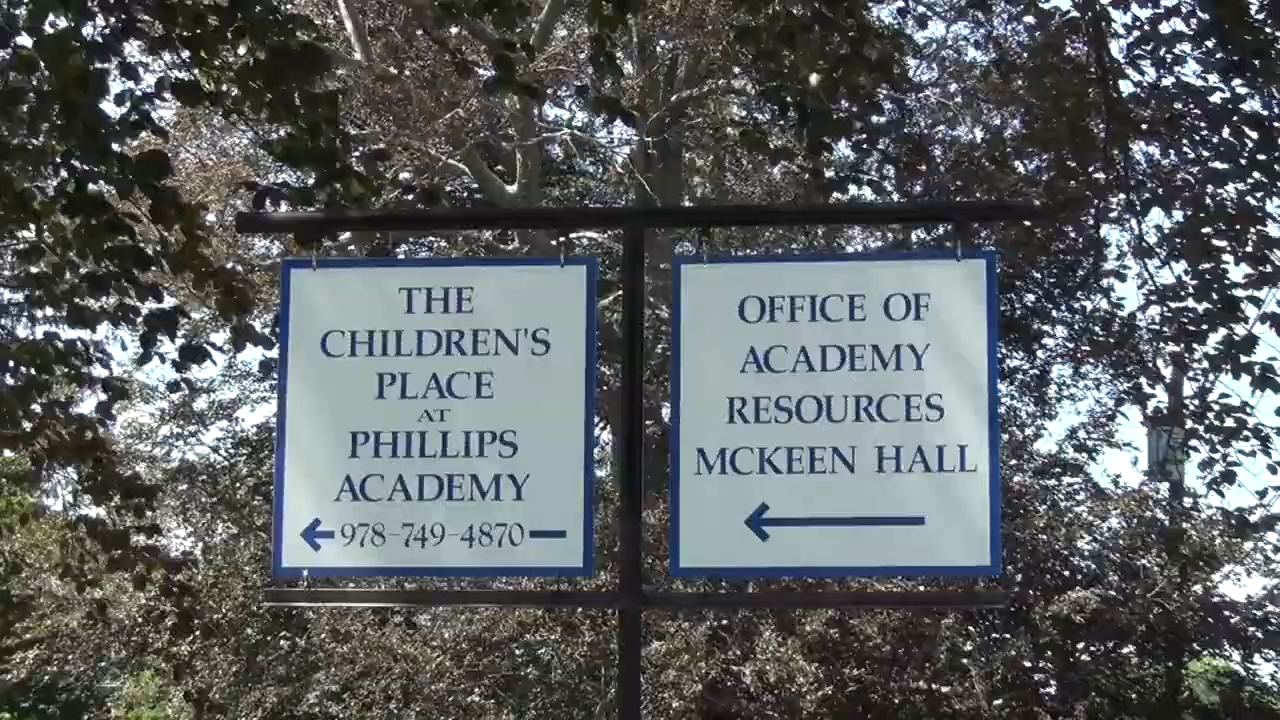 THE
CHILDREN'S
PLACE
AT
PHILLIPS
ACADEMY
978-749-4870
OFFICE OF
ACADEMY
RESOURCES
MCKEEN HALL